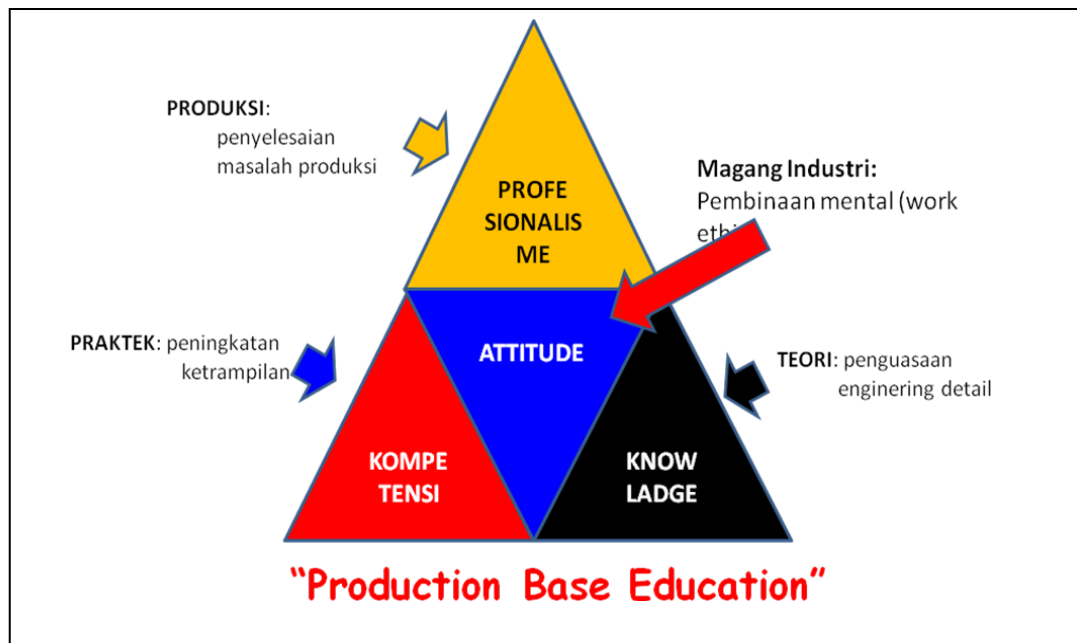 PRODUKSI:
penyelesaian
masalah produksi
PROFE
SIONALIS
ME
Magang Industri:
Pembinaan mental (work
PRAKTEK: peningkatan
ketrampilan
ATTITUDE
TEORI: penguasaan
enginering detail
KOMPE
TENSI
KNOW
LADGE
“Production Base Education”